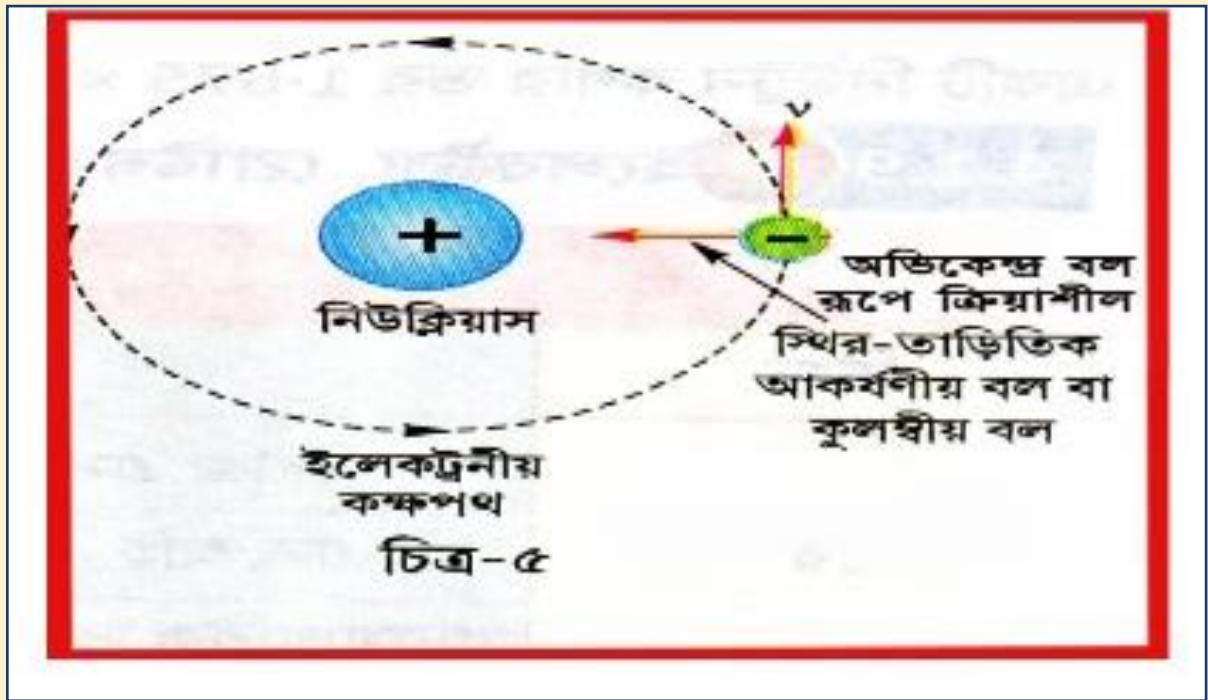 +
v
−
অভিকেন্দ্র বল
রূপে ক্রিয়াশীল
স্থির-তাড়িতিক
আকর্ষণীয় বল বা
কুলম্বীয় বল
নিউক্লিয়াস
ইলেকট্রনীয়
কক্ষপথ
চিত্র-৫